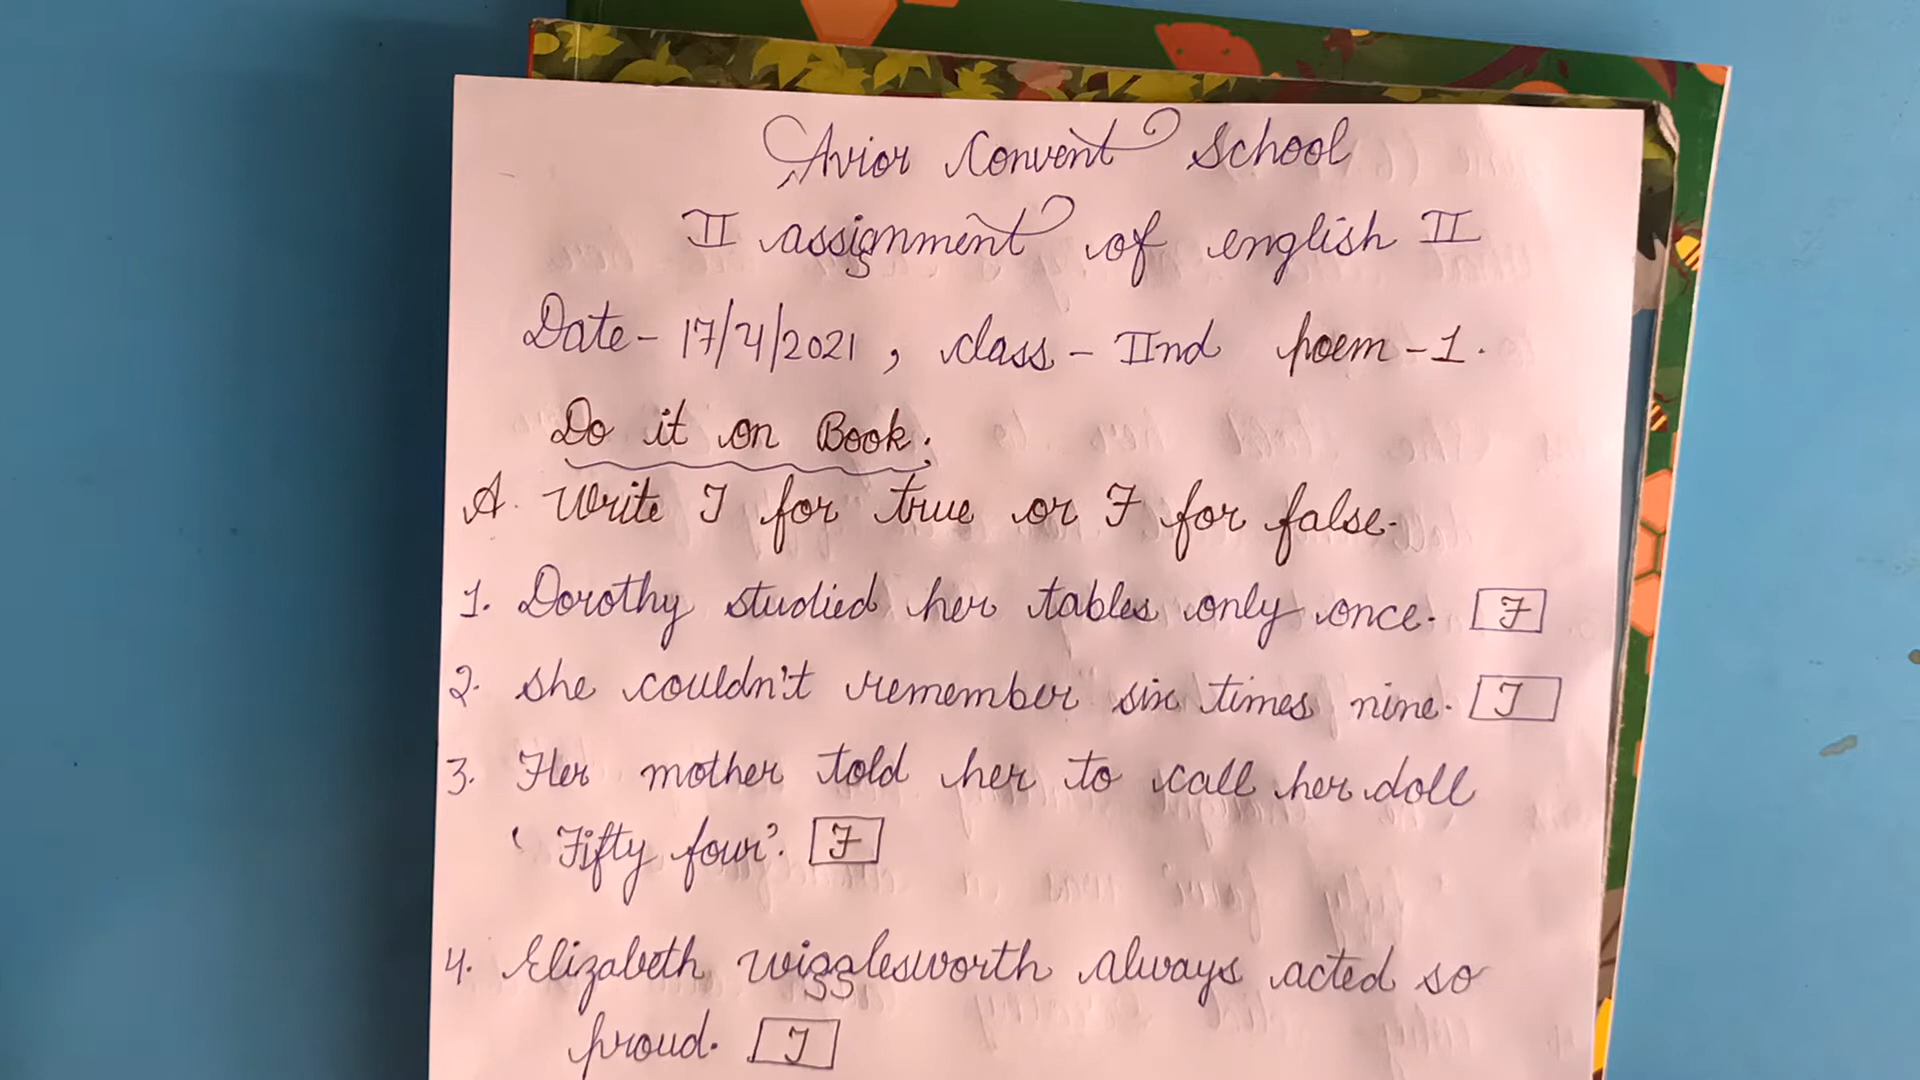 Avior Convent School
II assignment of english II
Date - 17/4/2021, class - IInd poem - 1.
Do it on Book:
A. Write T for true or F for false.
1. Dorothy studied her tables only once. F
2. she couldn't remember six times nine. T
3. Her mother told her to call her doll
'Fifty four'. F
4. Elizabeth wigglesworth always acted so
proud. T